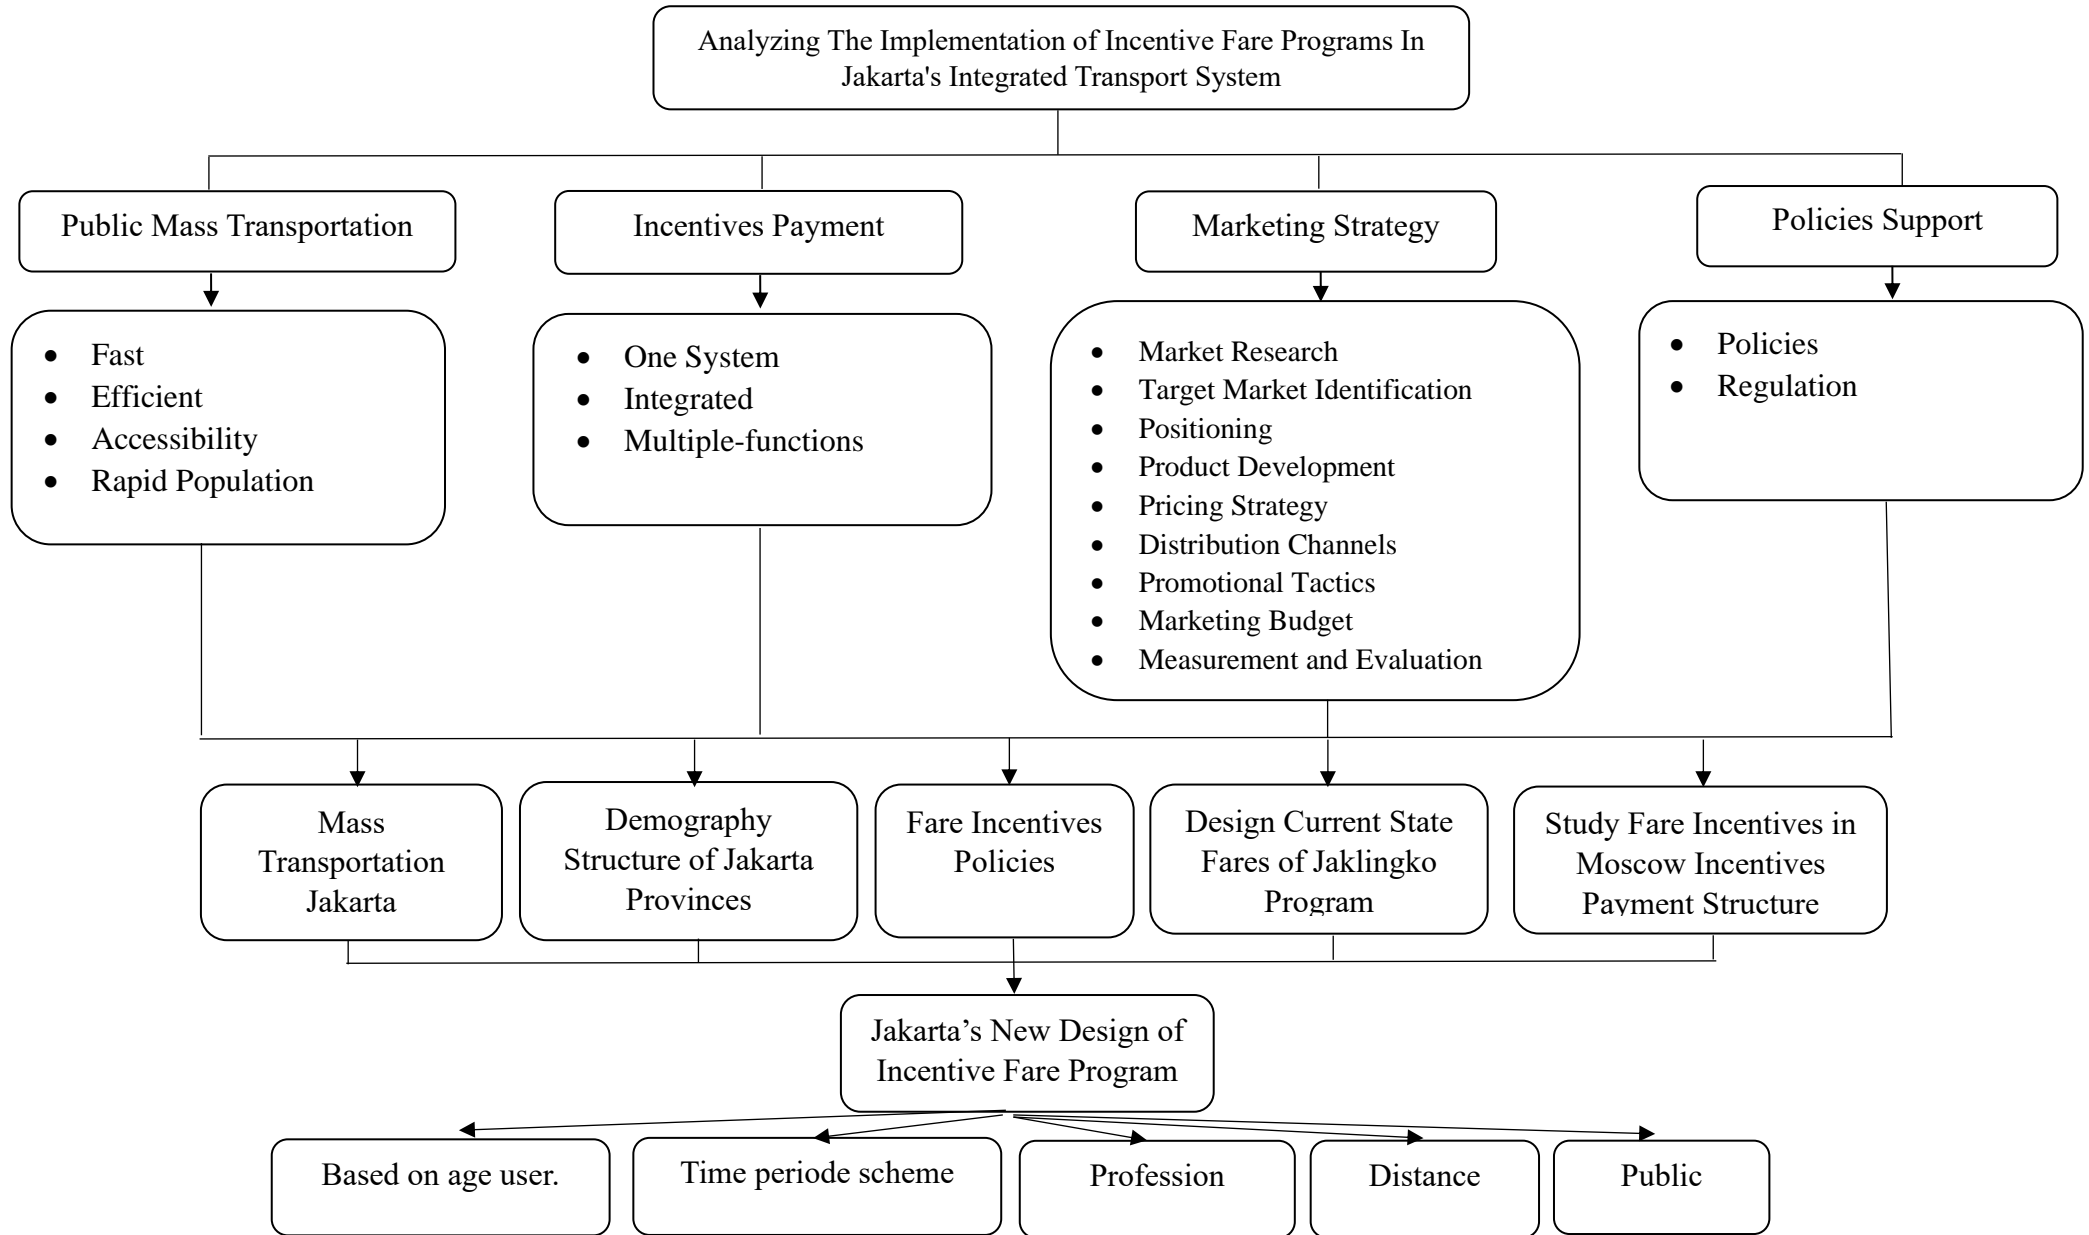 Analyzing The Implementation of Incentive Fare Programs In
Jakarta's Integrated Transport System
Public Mass Transportation
Incentives Payment
Marketing Strategy
Policies Support
• Fast
• Efficient
• Accessibility
• Rapid Population
• One System
• Integrated
• Multiple-functions
• Market Research
• Target Market Identification
• Positioning
• Product Development
• Pricing Strategy
• Distribution Channels
• Promotional Tactics
• Marketing Budget
• Measurement and Evaluation
• Policies
• Regulation
Mass
Transportation
Jakarta
Demography
Structure of Jakarta
Provinces
Fare Incentives
Policies
Design Current State
Fares of Jaklingko
Program
Study Fare Incentives in
Moscow Incentives
Payment Structure
Jakarta’s New Design of
Incentive Fare Program
Based on age user.
Time periode scheme
Profession
Distance
Public